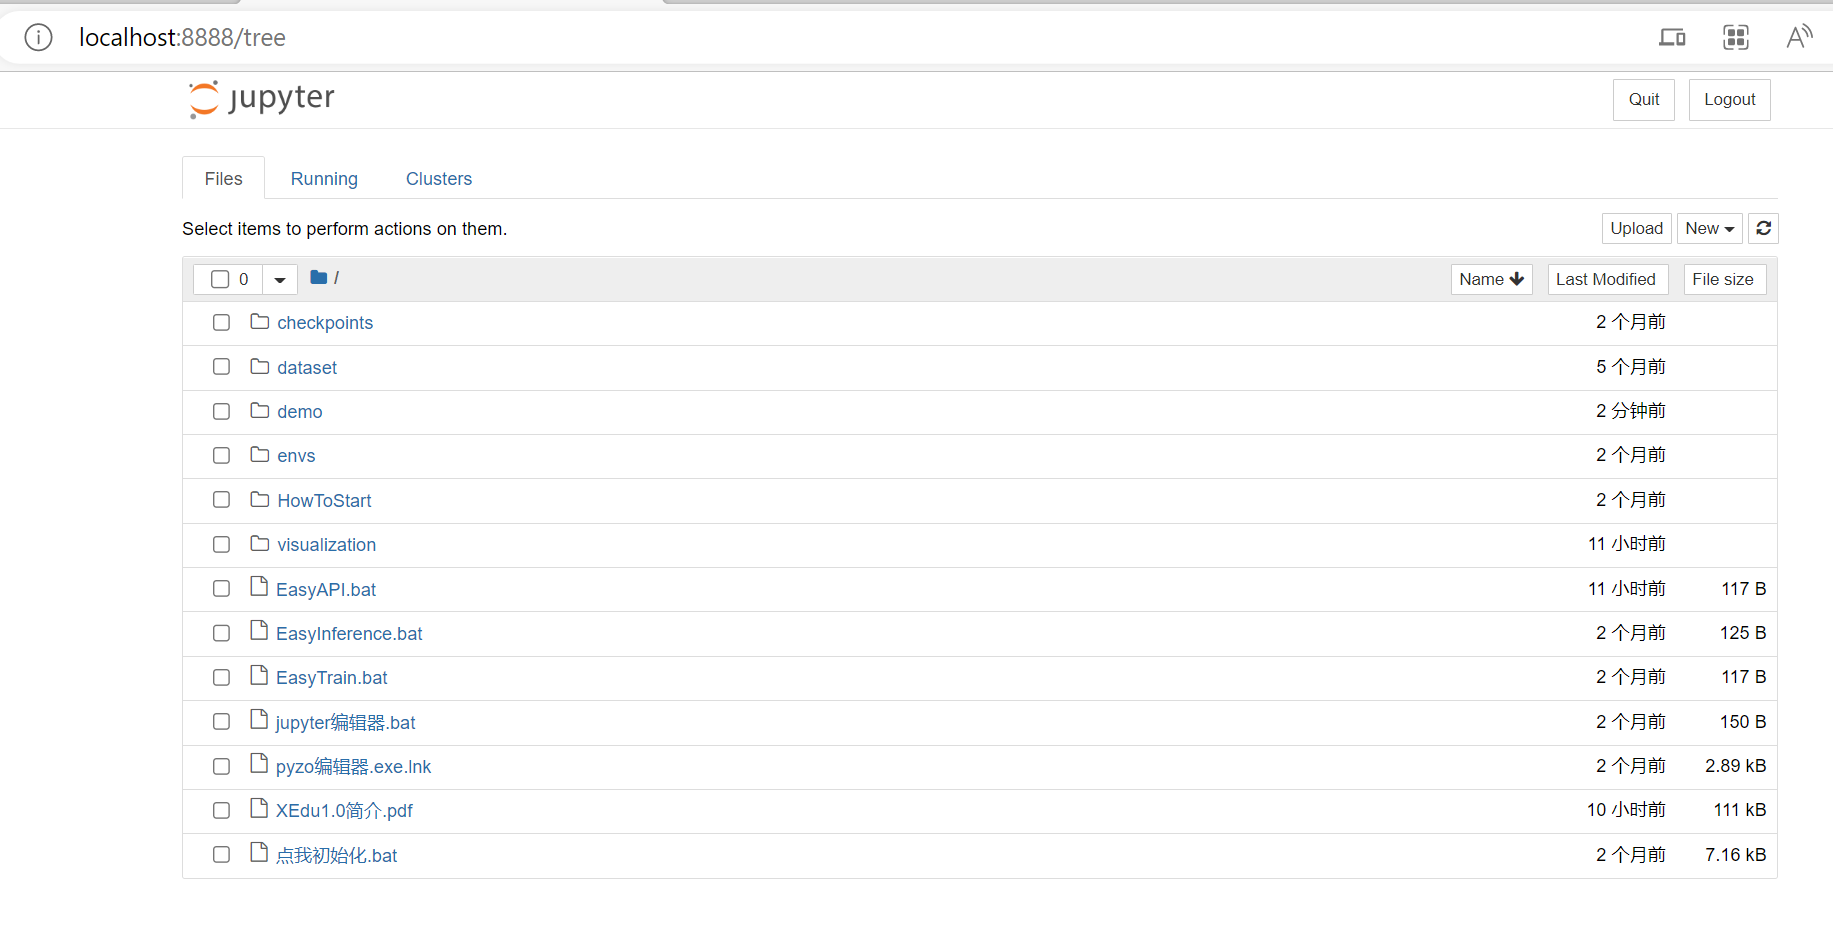 localhost:8888/tree
jupyter
Quit
Logout
Files
Running
Clusters
Select items to perform actions on them.
Upload
New
0
/
Name
Last Modified
File size
checkpoints 2 个月前
dataset 5 个月前
demo 2 分钟前
envs 2 个月前
HowToStart 2 个月前
visualization 11 小时前
EasyAPI.bat 11 小时前 117 B
EasyInference.bat 2 个月前 125 B
EasyTrain.bat 2 个月前 117 B
jupyter编辑器.bat 2 个月前 150 B
pyzo编辑器.exe.lnk 2 个月前 2.89 kB
XEdu1.0简介.pdf 10 小时前 111 kB
点我初始化.bat 2 个月前 7.16 kB